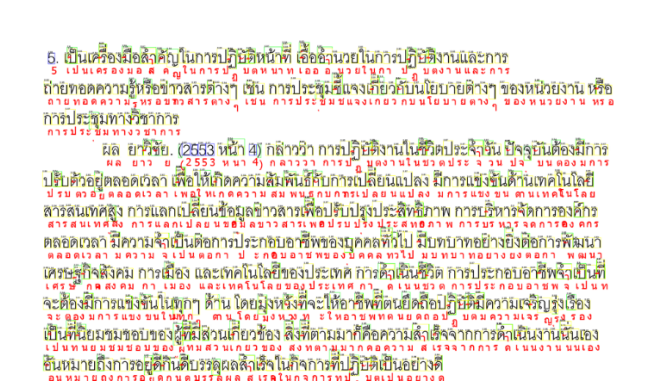 5. เป็นเครื่องมือสำคัญในการปฏิบัติหน้าที่ เอื้ออำนวยในการปฏิบัติงานและการ
ถ่ายทอดความรู้หรือข่าวสารต่างๆ เช่น การประชุมชี้แจงเกี่ยวกับนโยบายต่างๆ ของหน่วยงาน หรือ
การประชุมทางวิชาการ
ผล ยาวิชัย. (2553 หน้า 4) กล่าวว่า การปฏิบัติงานในชีวิตประจำวัน ปัจจุบันต้องมีการ
ปรับตัวอยู่ตลอดเวลา เพื่อให้เกิดความสัมพันธ์กับการเปลี่ยนแปลง มีการแข่งขันด้านเทคโนโลยี
สารสนเทศสูง การแลกเปลี่ยนข้อมูลข่าวสารเพื่อปรับปรุงประสิทธิภาพ การบริหารจัดการองค์กร
ตลอดเวลา มีความจำเป็นต่อการประกอบอาชีพของบุคคลทั่วไป มีบทบาทอย่างยิ่งต่อการพัฒนา
เศรษฐกิจสังคม การเมือง และเทคโนโลยีของประเทศ การดำเนินชีวิต การประกอบอาชีพจำเป็นที่
จะต้องมีการแข่งขันในทุกๆ ด้าน โดยมุ่งหวังที่จะให้อาชีพที่ตนยึดถือปฏิบัติมีความเจริญรุ่งเรือง
เป็นที่นิยมชมชอบของผู้ที่มีส่วนเกี่ยวข้อง สิ่งที่ตามมาก็คือความสำเร็จจากการดำเนินงานนั้นเอง
อันหมายถึงการอยู่ดีกินดีบรรลุผลสำเร็จในกิจการที่ปฏิบัติเป็นอย่างดี